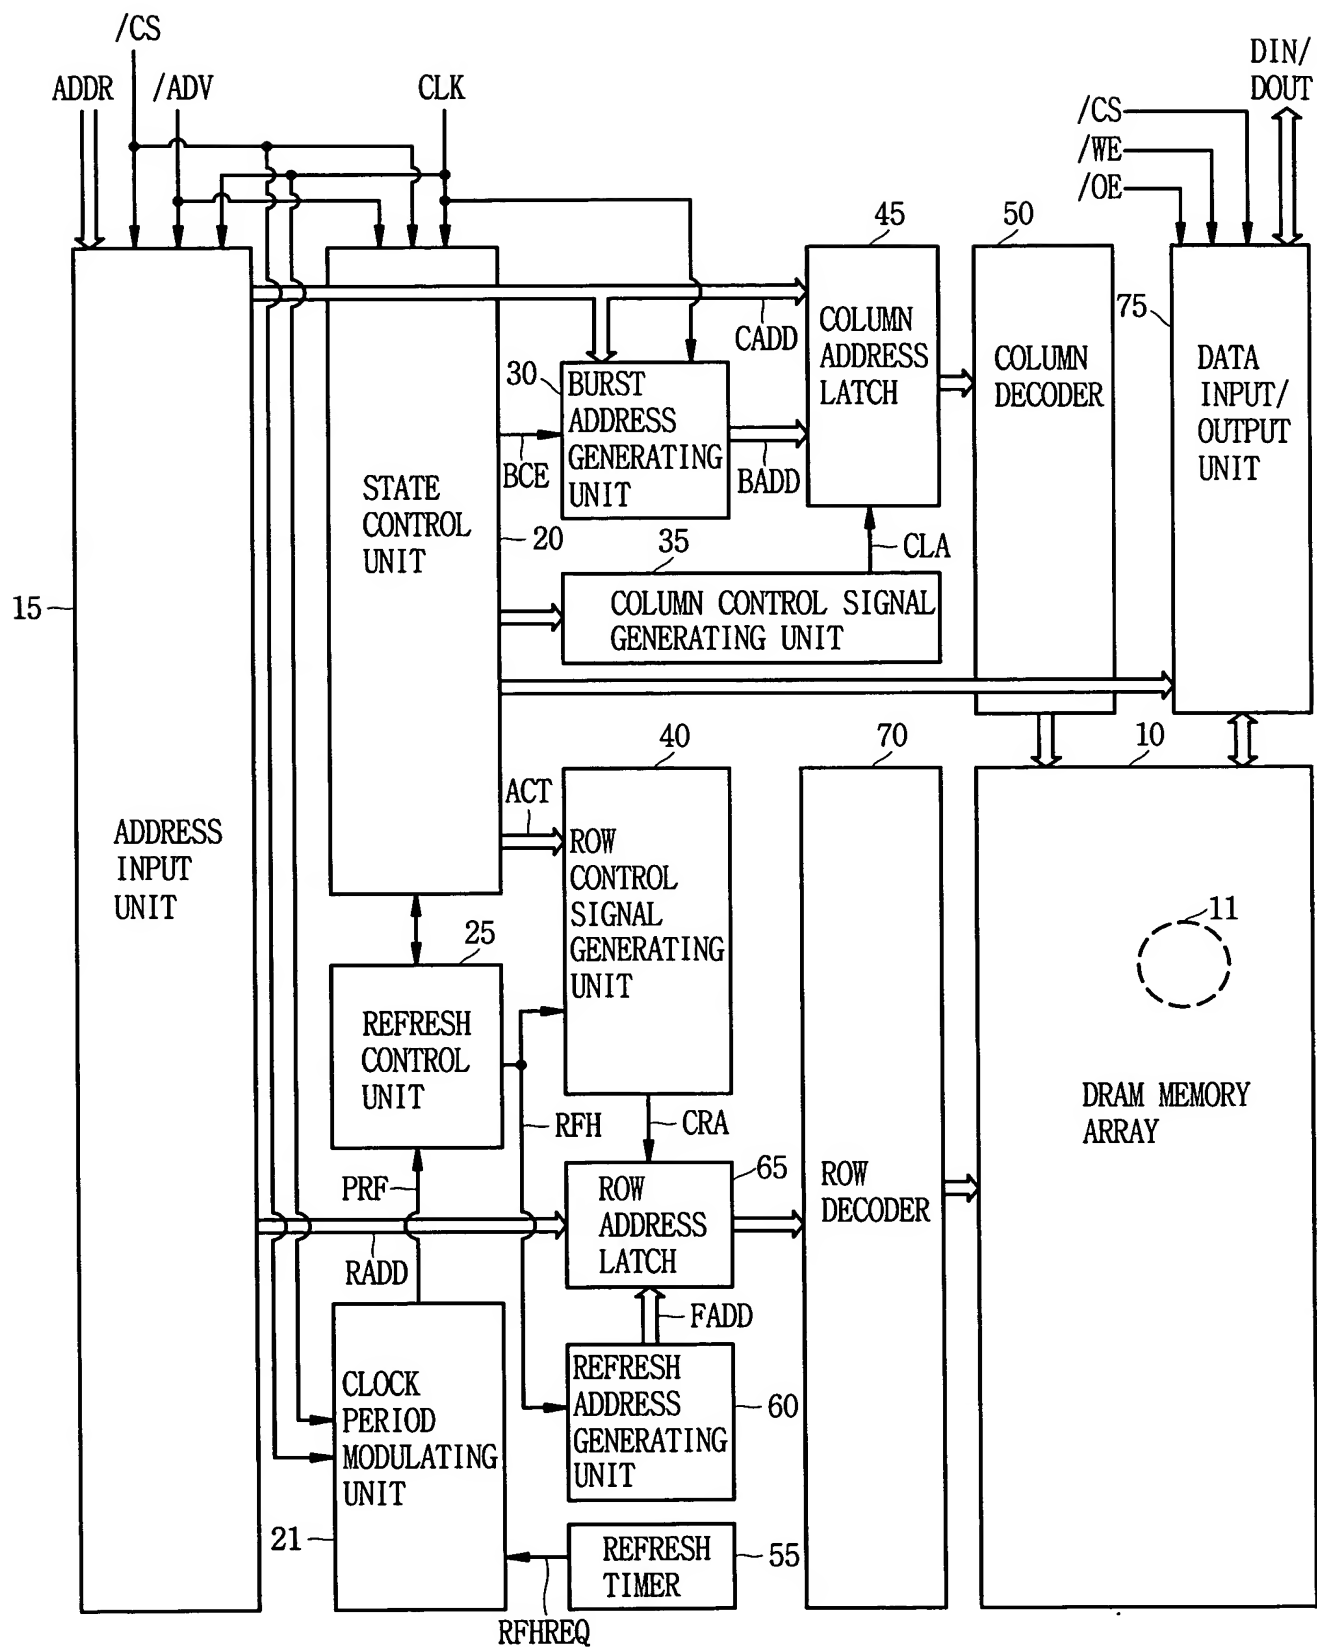 /CS
ADDR
/ADV
CLK
/CS
/WE
/OE
DIN/
DOUT
45
50
75
15
ADDRESS
INPUT
UNIT
STATE
CONTROL
UNIT
20
CADD
30
BURST
ADDRESS
GENERATING
UNIT
BCE
BADD
COLUMN
ADDRESS
LATCH
COLUMN
DECODER
DATA
INPUT/
OUTPUT
UNIT
35
CLA
COLUMN CONTROL SIGNAL
GENERATING UNIT
40
70
10
ACT
ROW
CONTROL
SIGNAL
GENERATING
UNIT
11
25
REFRESH
CONTROL
UNIT
DRAM MEMORY
ARRAY
RFH
CRA
PRF
65
ROW
ADDRESS
LATCH
ROW
DECODER
RADD
FADD
CLOCK
PERIOD
MODULATING
UNIT
REFRESH
ADDRESS
GENERATING
UNIT
60
21
REFRESH
TIMER
55
RFHREQ